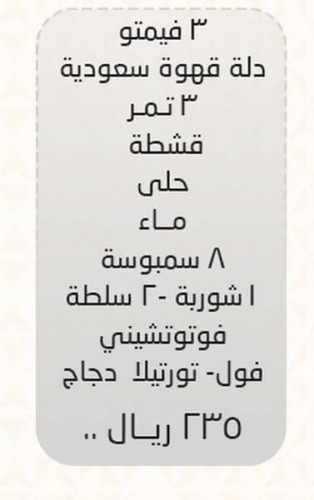 ٣ فيمتو
دلة قهوة سعودية
٣ تمر
قشطة
حلى
ماء
٨ سمبوسة
١ شوربة -٢ سلطة
فوتوتشيني
فول- تورتيلا دجاج
٢٣٥ ريال ..